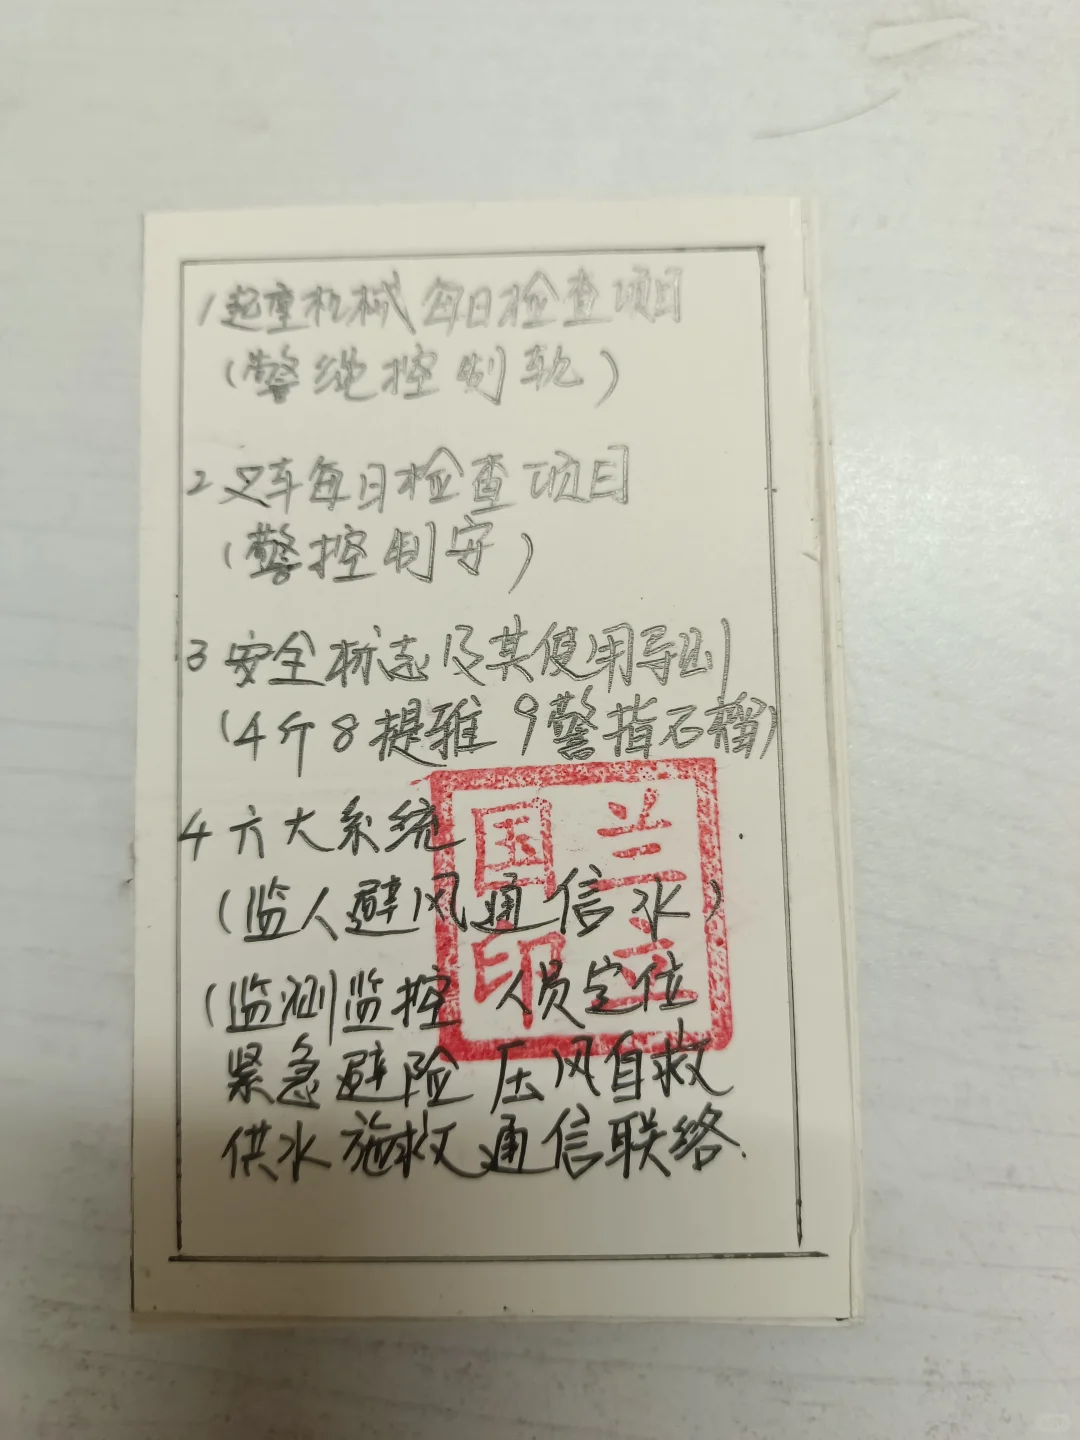 1起重机械每日检查项目
(警绳控制轨)
2叉车每日检查项目
(警控制安)
3安全标志及其使用导则
(4斤8提雅9警指石榴)
4六大系统
(监人避风通信水)
(监测监控 人员定位
紧急避险 压风自救
供水施救 通信联络.
兰
国印